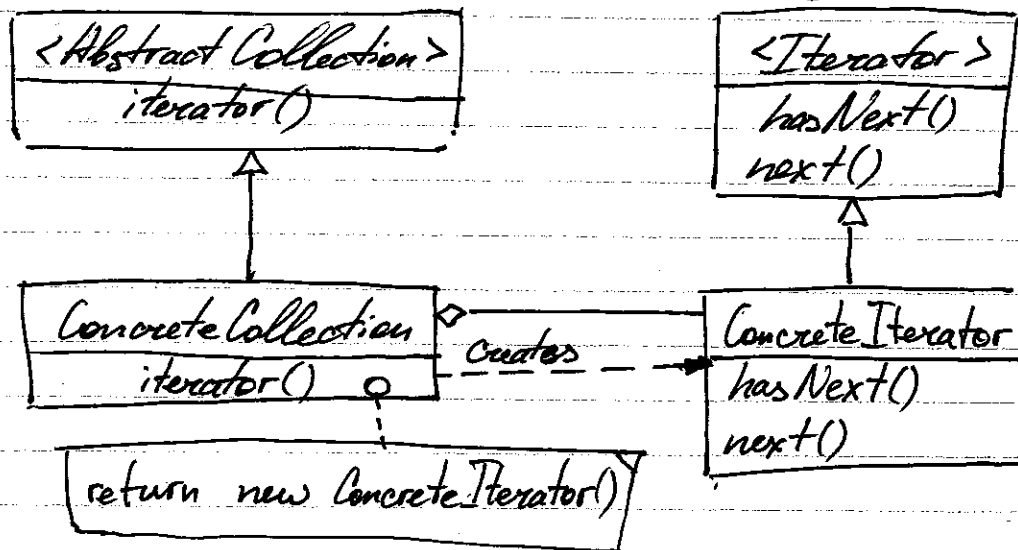 <Abstract Collection>
iterator()
<Iterator>
hasNext()
next()
ConcreteCollection
iterator()
creates
ConcreteIterator
hasNext()
next()
return new ConcreteIterator()